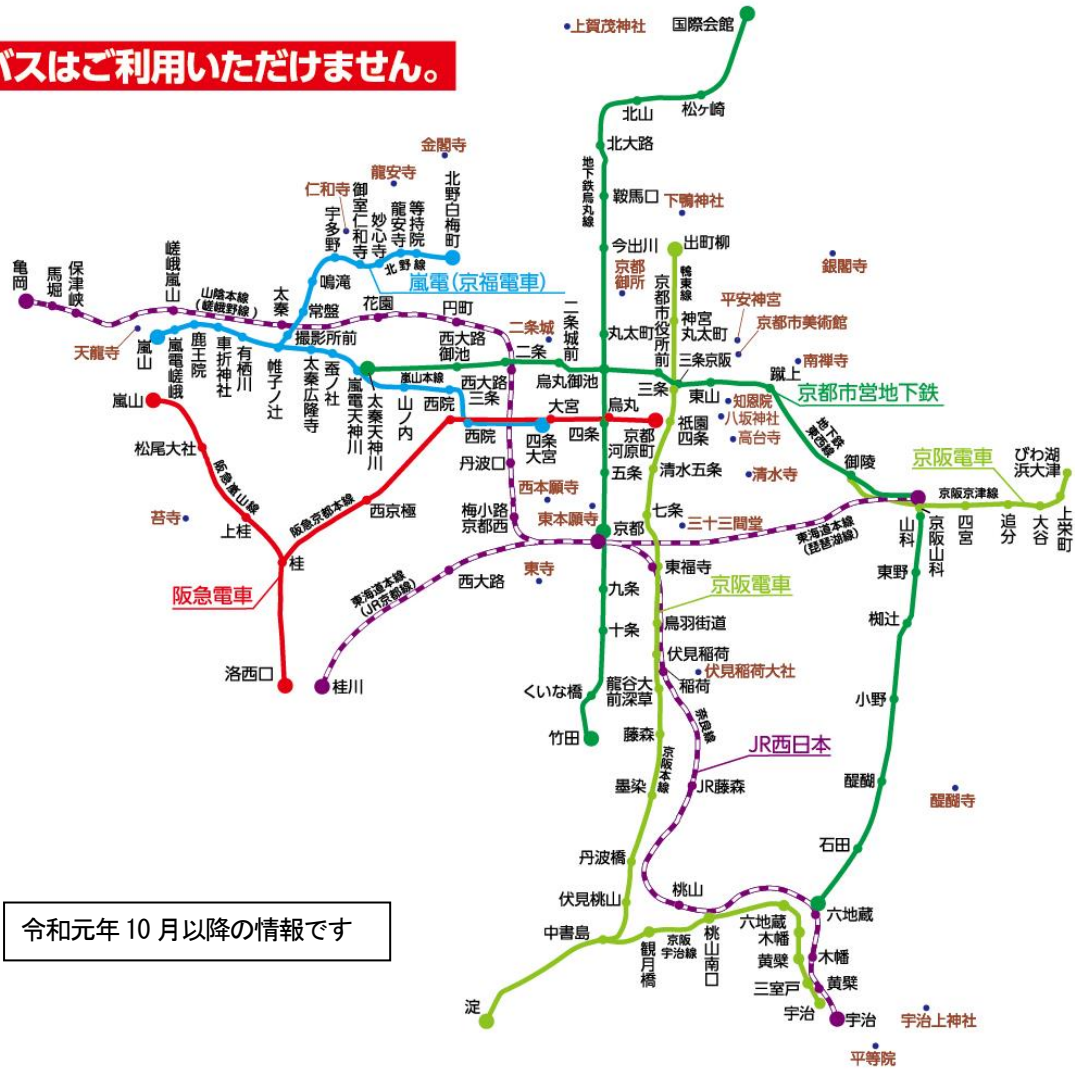 バスはご利用いただけません。
上賀茂神社
国際会館
松ヶ崎
北山
北大路
地下鉄烏丸線
鞍馬口
下鴨神社
金閣寺
龍安寺
仁和寺
北野白梅町
等持院
龍安寺
妙心寺
御室仁和寺
宇多野
鳴滝
常盤
北野線
嵐電(京福電車)
今出川
出町柳
鴨東線
京都
御所
銀閣寺
亀岡
馬堀
保津峡
嵯峨嵐山
山陰本線
(嵯峨野線)
太秦
花園
円町
二条城
二条城前
丸太町
京都市役所前
神宮
丸太町
平安神宮
京都市美術館
天龍寺
嵐山
嵐電嵯峨
鹿王院
車折神社
有栖川
帷子ノ辻
撮影所前
太秦広隆寺
蚕ノ社
嵐電天神川
太秦天神川
嵐山本線
山ノ内
西大路
御池
西大路
三条
二条
烏丸御池
三条京阪
三条
東山
蹴上
南禅寺
京都市営地下鉄
地下鉄
東西線
知恩院
八坂神社
高台寺
嵐山
松尾大社
阪急嵐山線
上桂
苔寺
桂
阪急電車
洛西口
阪急京都本線
西京極
西院
西院
大宮
四条
大宮
烏丸
四条
京都
河原町
祇園
四条
五条
清水五条
清水寺
丹波口
西本願寺
梅小路
京都西
東本願寺
京都
七条
三十三間堂
御陵
京阪電車
びわ湖
浜大津
京阪京津線
上栄町
大谷
追分
四宮
京阪山科
山科
東海道本線
(琵琶湖線)
東海道本線
(JR京都線)
西大路
桂川
東寺
九条
十条
くいな橋
竹田
東福寺
京阪電車
鳥羽街道
伏見稲荷
稲荷
伏見稲荷大社
龍谷大
前深草
奈良線
藤森
京阪本線
JR西日本
墨染
JR藤森
丹波橋
伏見桃山
桃山
中書島
観月橋
京阪
宇治線
桃山南口
淀
東野
椥辻
小野
醍醐
醍醐寺
石田
六地蔵
六地蔵
木幡
木幡
黄檗
黄檗
三室戸
宇治
宇治
宇治上神社
平等院
令和元年 10 月以降の情報です